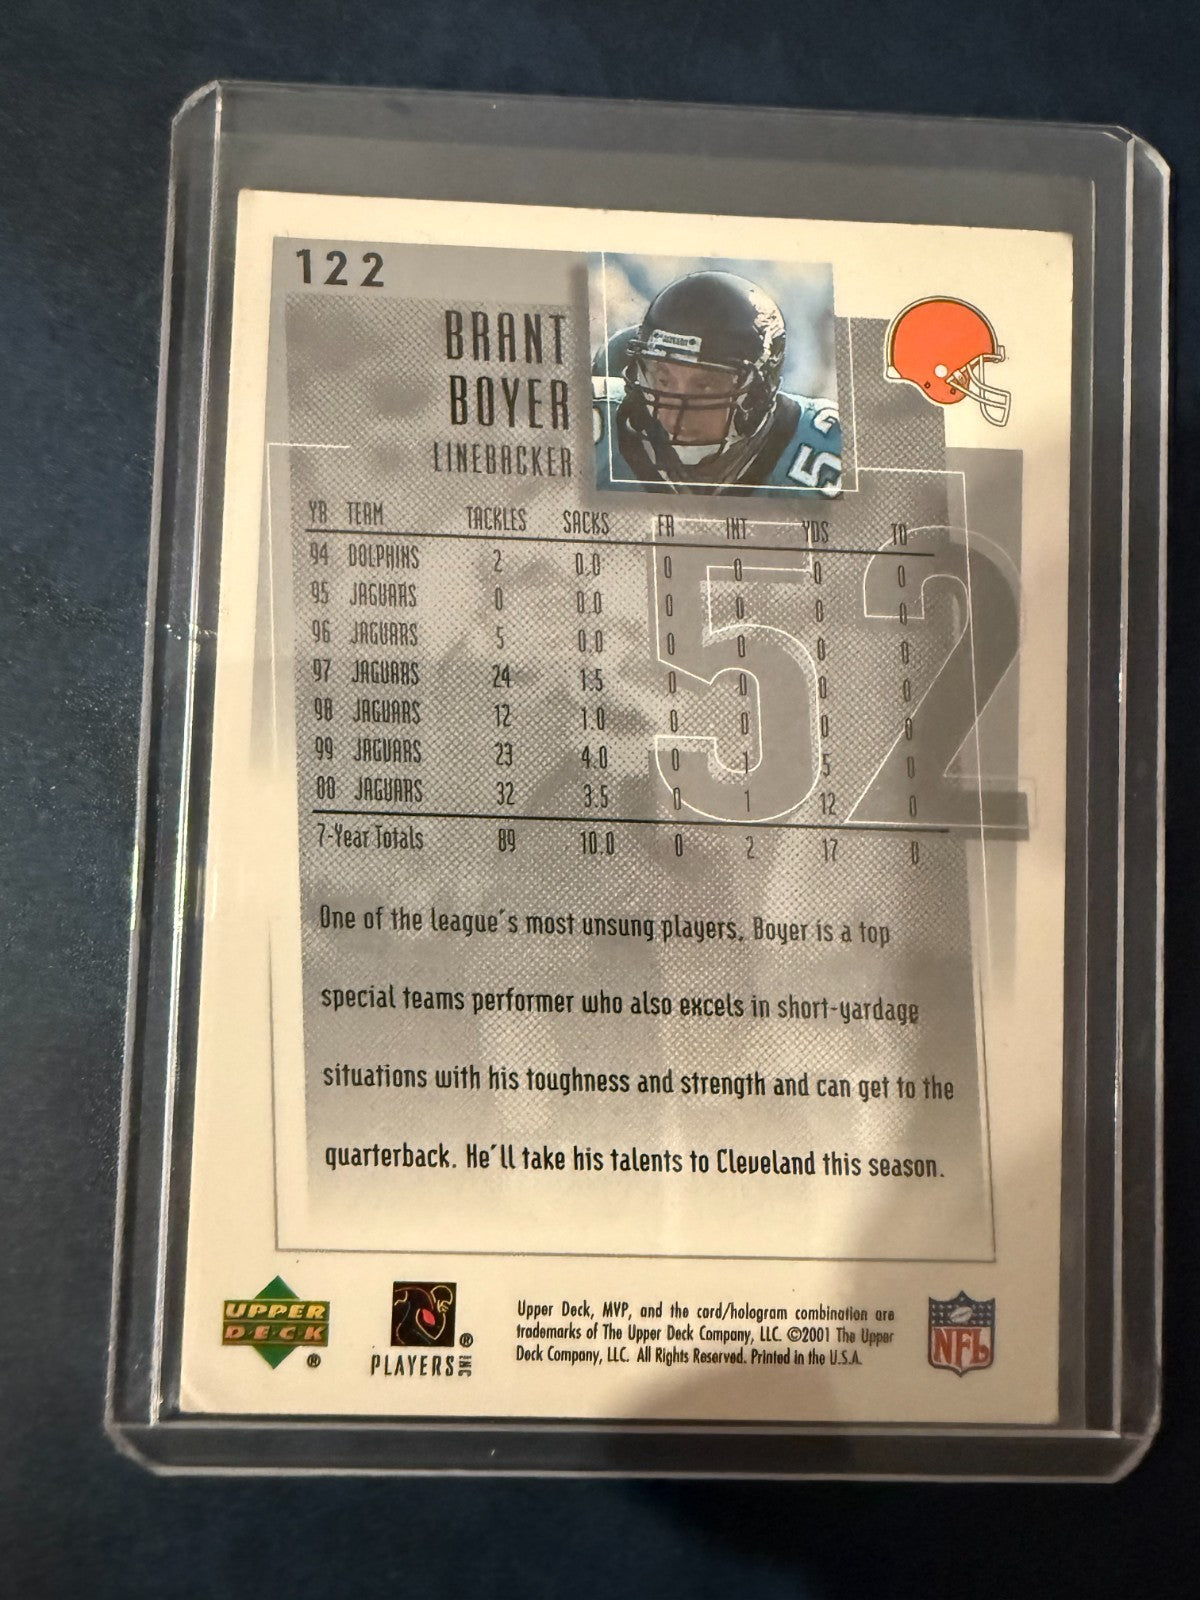 122
BRANT
BOYER
LINEBACKER
52
YR TEAM TACKLES SACKS FR INT YDS TD
94 DOLPHINS 2 0.0 0 0 0 0
95 JAGUARS 0 0.0 0 0 0 0
96 JAGUARS 5 0.0 0 0 0 0
97 JAGUARS 24 1.5 0 0 0 0
98 JAGUARS 12 1.0 0 0 0 0
99 JAGUARS 23 4.0 0 1 5 0
00 JAGUARS 32 3.5 0 1 12 0
7-Year Totals 89 10.0 0 2 17 0
52
One of the league's most unsung players, Boyer is a top
special teams performer who also excels in short-yardage
situations with his toughness and strength and can get to the
quarterback. He'll take his talents to Cleveland this season.
UPPER
DECK
®
®
PLAYERS INC
Upper Deck, MVP, and the card/hologram combination are
trademarks of The Upper Deck Company, LLC. ©2001 The Upper
Deck Company, LLC. All Rights Reserved. Printed in the U.S.A.
NFL